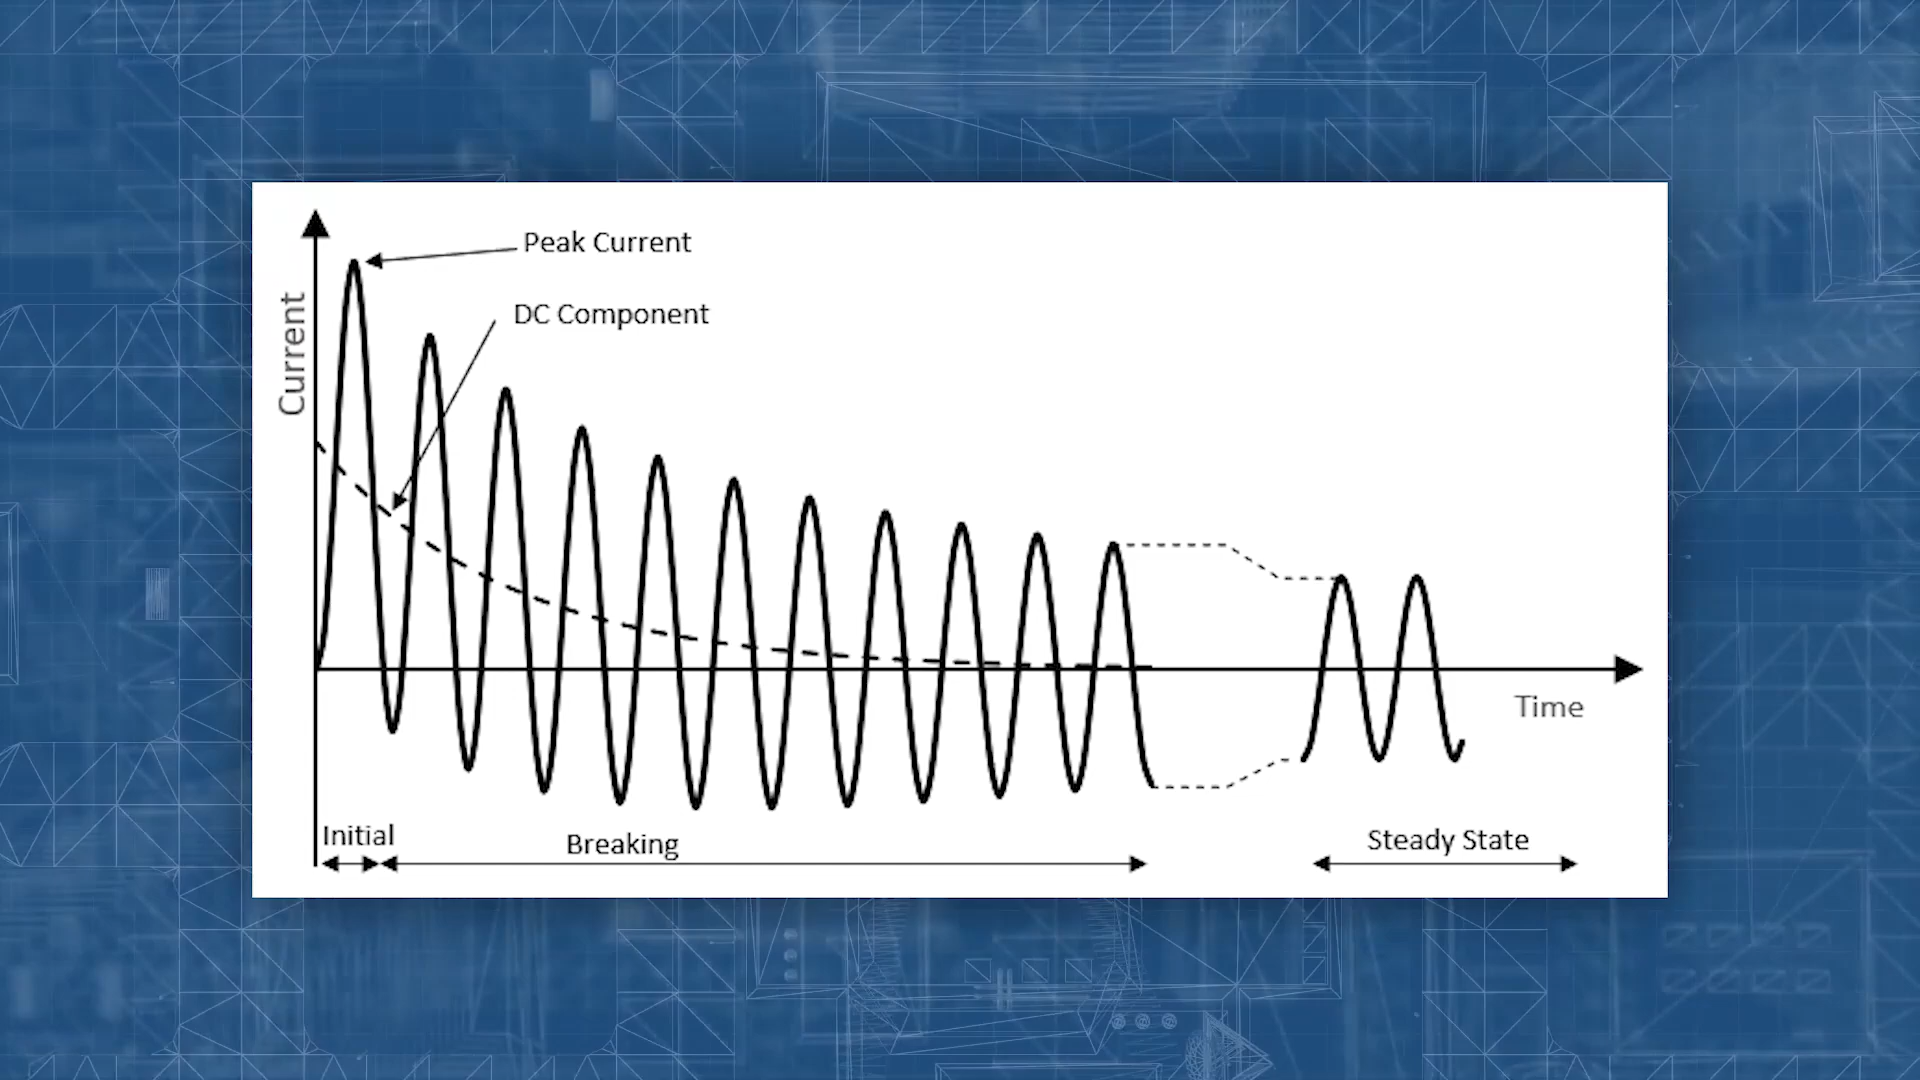 Peak Current
DC Component
Current
Time
Initial
Breaking
Steady State